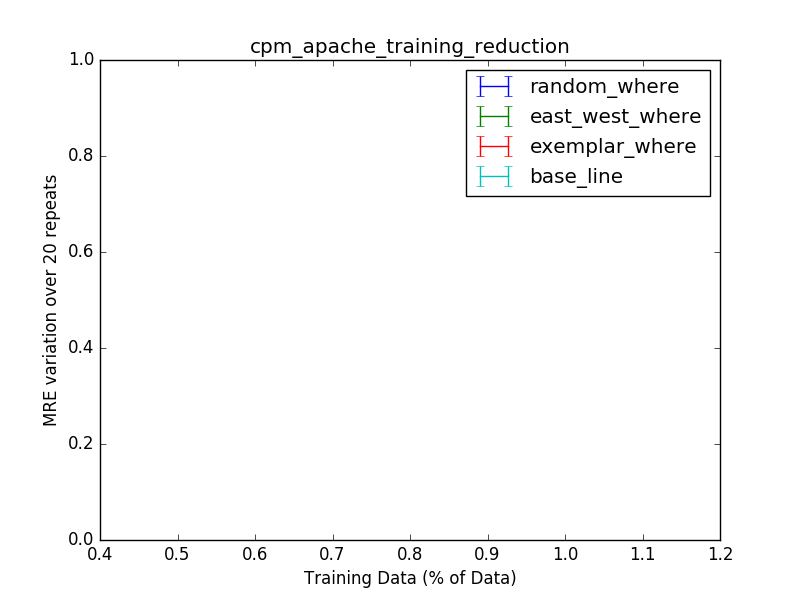 cpm_apache_training_reduction
random_where
east_west_where
exemplar_where
base_line
MRE variation over 20 repeats
1.0
0.8
0.6
0.4
0.2
0.0
0.4 0.5 0.6 0.7 0.8 0.9 1.0 1.1 1.2
Training Data (% of Data)